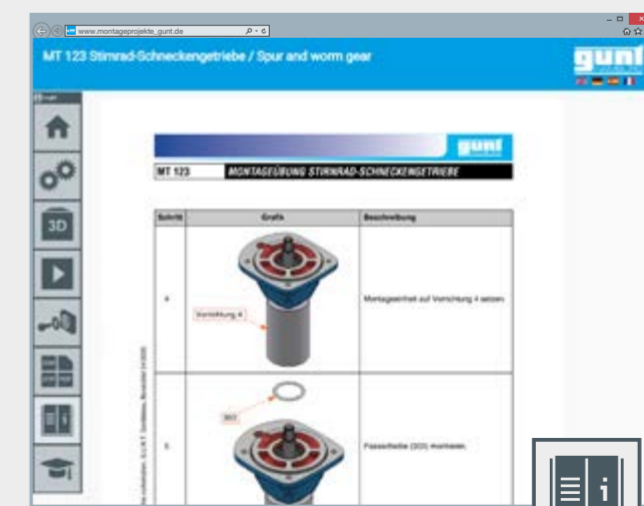 www.montageprojekte_gunt.de
MT 123 Stirnrad-Schneckengetriebe / Spur and worm gear
gunt
gunt
MT 123 MONTAGEÜBUNG STIRNRAD-SCHNECKENGETRIEBE
Schritt Grafik Beschreibung
4
Vorrichtung 4
Montageeinheit auf Vorrichtung 4 setzen.
5
Passscheibe (303) montieren.
3D
i